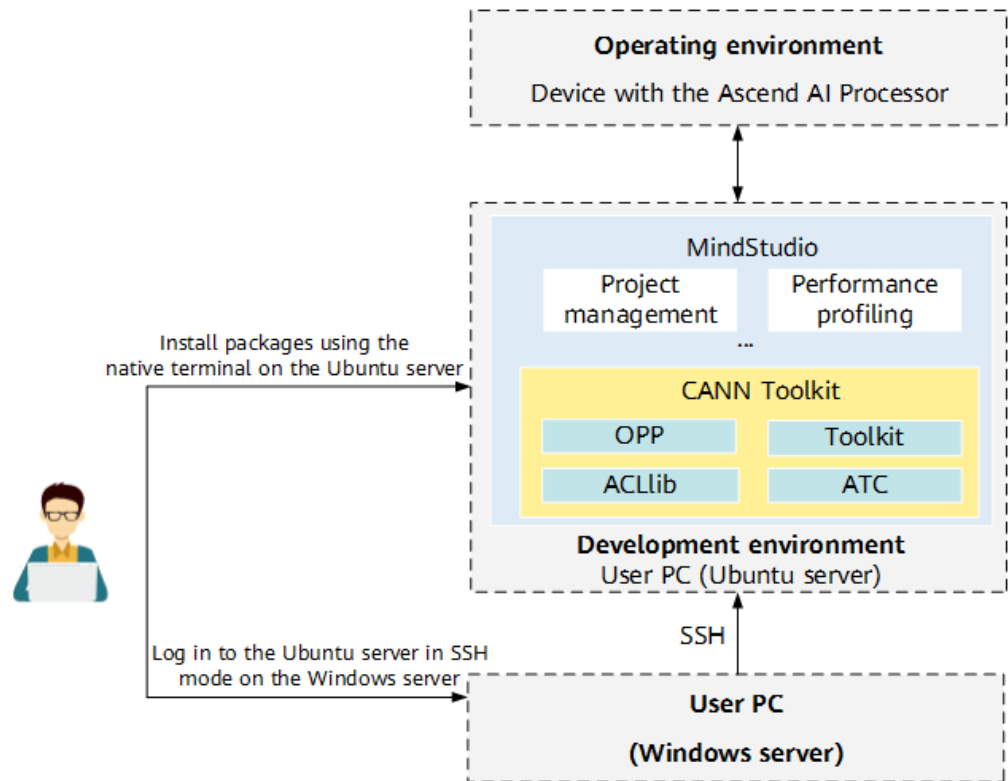 Operating environment
Device with the Ascend AI Processor
MindStudio
Project
management
Performance
profiling
...
Install packages using the
native terminal on the Ubuntu server
CANN Toolkit
OPP
Toolkit
ACLlib
ATC
Development environment
User PC (Ubuntu server)
SSH
Log in to the Ubuntu server in SSH
mode on the Windows server
User PC
(Windows server)